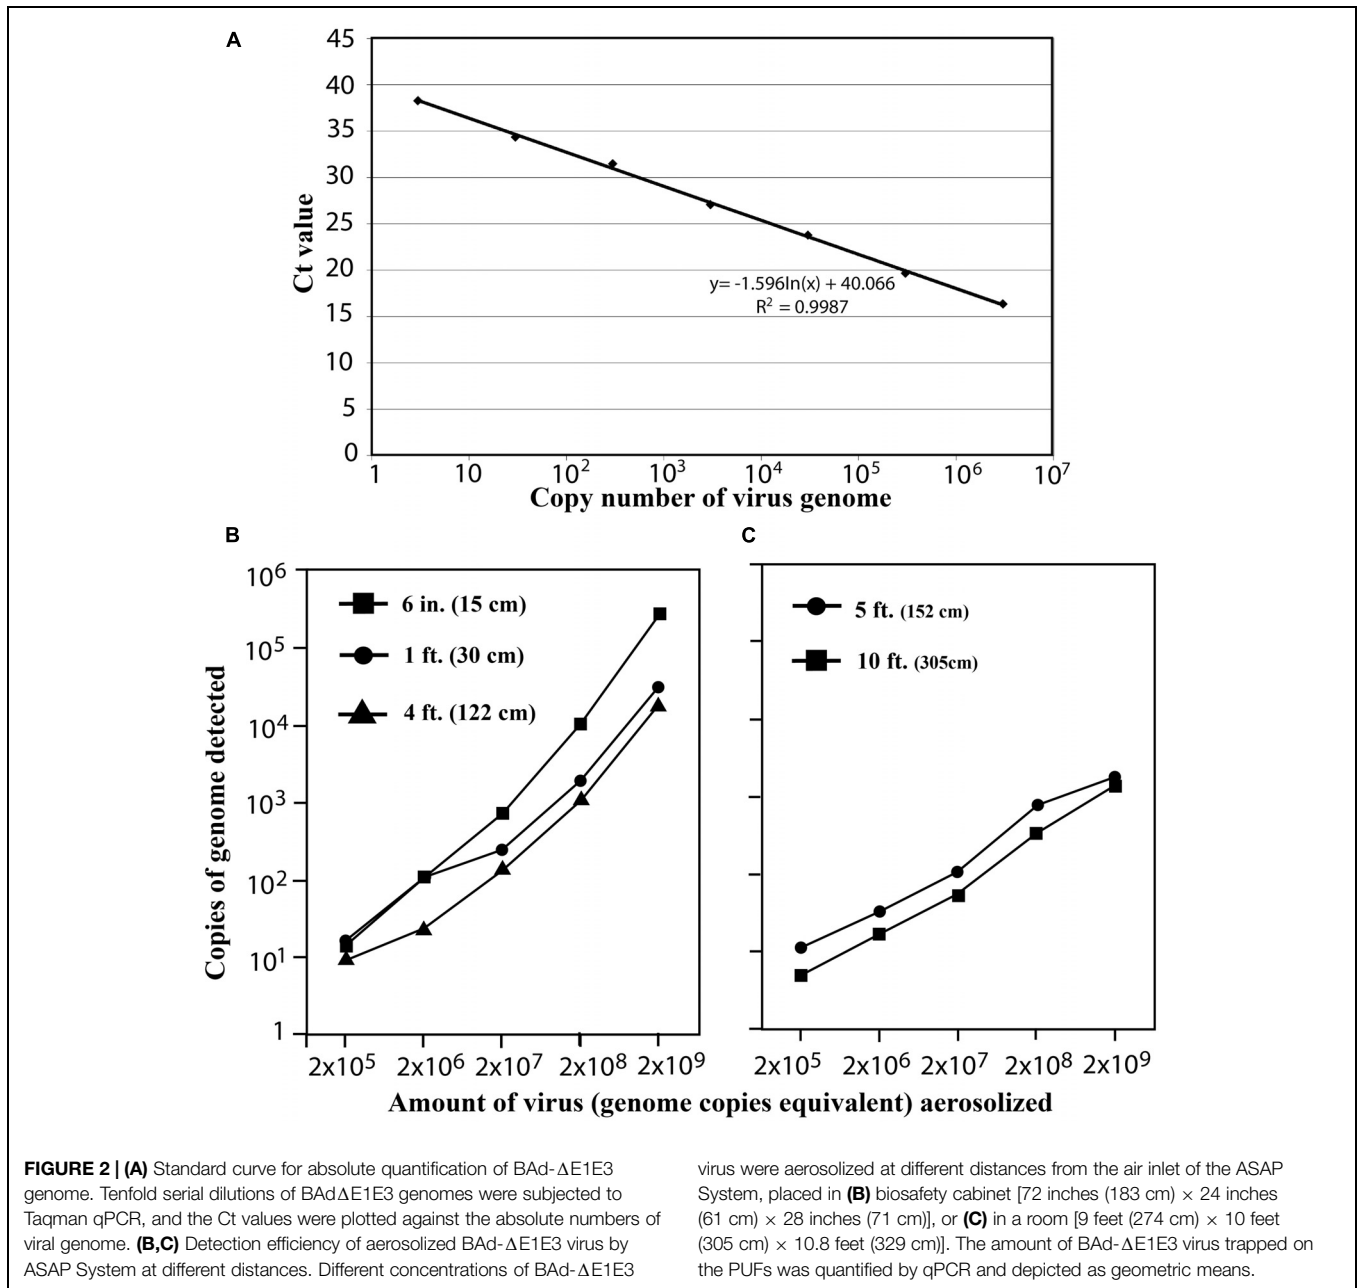 A
45
40
35
30
25
20
15
10
5
0
Ct value
y= -1.596ln(x) + 40.066
R² = 0.9987
1 10 10² 10³ 10⁴ 10⁵ 10⁶ 10⁷
Copy number of virus genome
B
10⁶
10⁵
10⁴
10³
10²
10¹
1
Copies of genome detected
6 in. (15 cm)
1 ft. (30 cm)
4 ft. (122 cm)
2x10⁵ 2x10⁶ 2x10⁷ 2x10⁸ 2x10⁹
C
5 ft. (152 cm)
10 ft. (305cm)
2x10⁵ 2x10⁶ 2x10⁷ 2x10⁸ 2x10⁹
Amount of virus (genome copies equivalent) aerosolized
FIGURE 2 | (A) Standard curve for absolute quantification of BAd-ΔE1E3
genome. Tenfold serial dilutions of BAdΔE1E3 genomes were subjected to
Taqman qPCR, and the Ct values were plotted against the absolute numbers of
viral genome. (B,C) Detection efficiency of aerosolized BAd-ΔE1E3 virus by
ASAP System at different distances. Different concentrations of BAd-ΔE1E3
virus were aerosolized at different distances from the air inlet of the ASAP
System, placed in (B) biosafety cabinet [72 inches (183 cm) × 24 inches
(61 cm) × 28 inches (71 cm)], or (C) in a room [9 feet (274 cm) × 10 feet
(305 cm) × 10.8 feet (329 cm)]. The amount of BAd-ΔE1E3 virus trapped on
the PUFs was quantified by qPCR and depicted as geometric means.